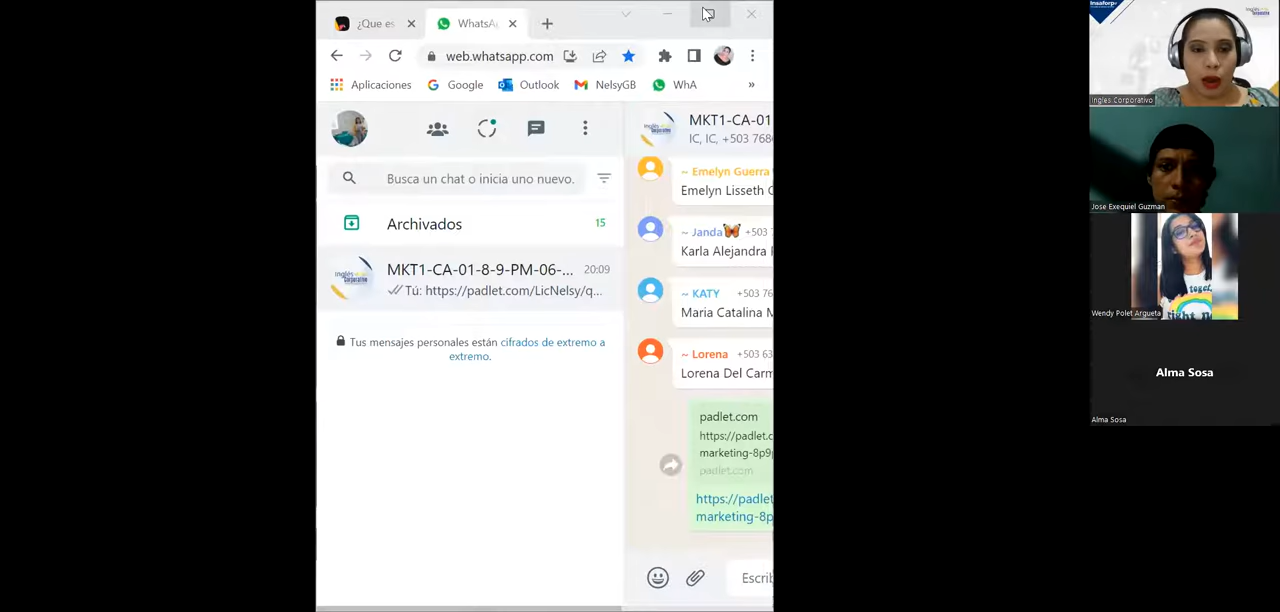 ¿Que es
WhatsA
web.whatsapp.com
Aplicaciones
Google
Outlook
NelsyGB
WhA
»
MKT1-CA-01
IC, IC, +503 768
Busca un chat o inicia uno nuevo.
Archivados
15
MKT1-CA-01-8-9-PM-06-...
20:09
Tú: https://padlet.com/LicNelsy/q...
Tus mensajes personales están cifrados de extremo a
extremo.
~ Emelyn Guerra
Emelyn Lisseth
~ Janda
+503 7
Karla Alejandra
~ KATY
+503 76
Maria Catalina M
~ Lorena
+503 63
Lorena Del Carm
padlet.com
https://padlet.c
marketing-8p9
padlet.com
https://padlet
marketing-8p
Escrib
Insaforp
Inglés
Corporativo
Ingles Corporativo
Jose Exequiel Guzman
Wendy Polet Argueta
Alma Sosa
Alma Sosa